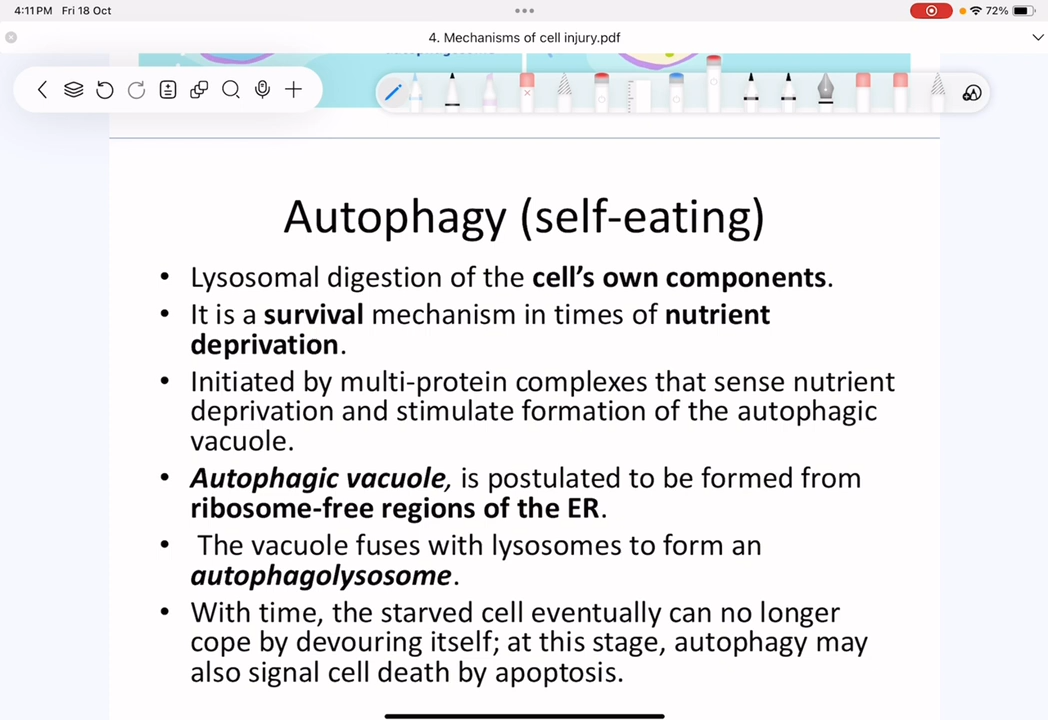 4:11 PM Fri 18 Oct
72%
4. Mechanisms of cell injury.pdf
Autophagy (self-eating)
• Lysosomal digestion of the cell's own components.
• It is a survival mechanism in times of nutrient
deprivation.
• Initiated by multi-protein complexes that sense nutrient
deprivation and stimulate formation of the autophagic
vacuole.
• Autophagic vacuole, is postulated to be formed from
ribosome-free regions of the ER.
• The vacuole fuses with lysosomes to form an
autophagolysosome.
• With time, the starved cell eventually can no longer
cope by devouring itself; at this stage, autophagy may
also signal cell death by apoptosis.